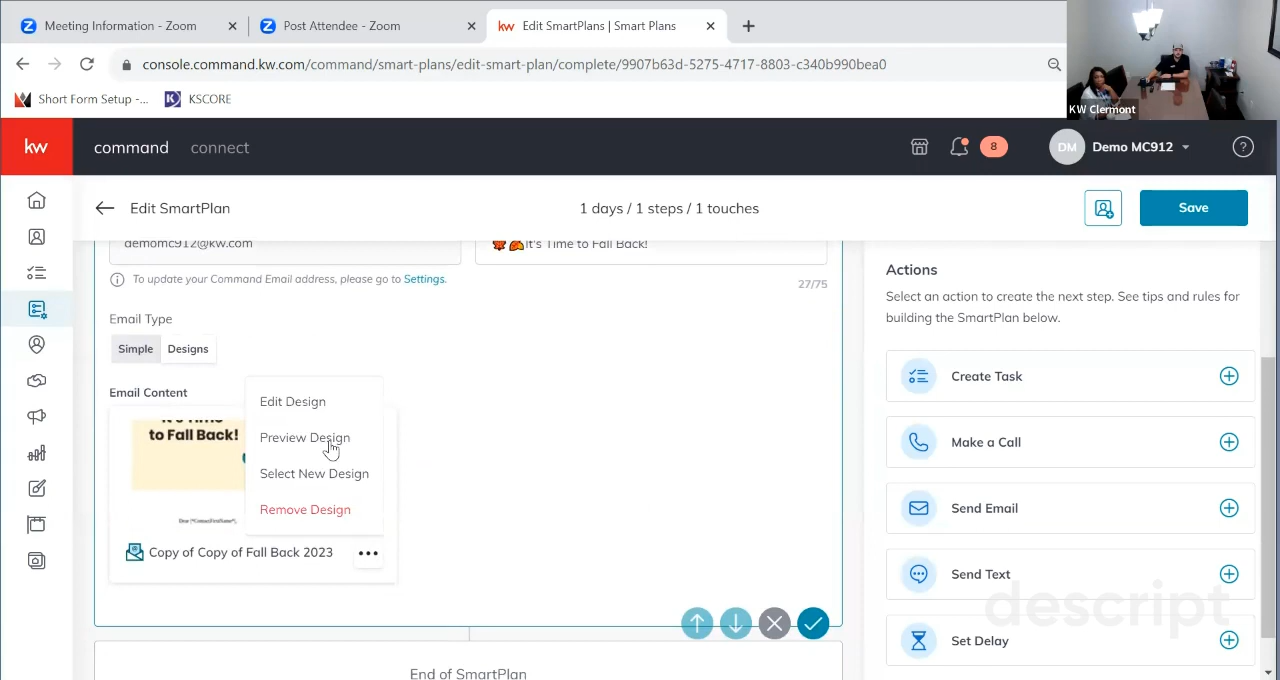 Meeting Information - Zoom
Post Attendee - Zoom
kw Edit SmartPlans | Smart Plans
console.command.kw.com/command/smart-plans/edit-smart-plan/complete/9907b63d-5275-4717-8803-c340b990bea0
Short Form Setup -...
KSCORE
KW Clermont
kw
command
connect
8
DM
Demo MC912
Edit SmartPlan
1 days / 1 steps / 1 touches
Save
demomc912@kw.com
It's Time to Fall Back!
To update your Command Email address, please go to Settings.
27/75
Email Type
Simple
Designs
Email Content
It's Time
to Fall Back!
Edit Design
Preview Design
Select New Design
Remove Design
Copy of Copy of Fall Back 2023
End of SmartPlan
Actions
Select an action to create the next step. See tips and rules for
building the SmartPlan below.
Create Task
Make a Call
Send Email
Send Text
Set Delay
descript